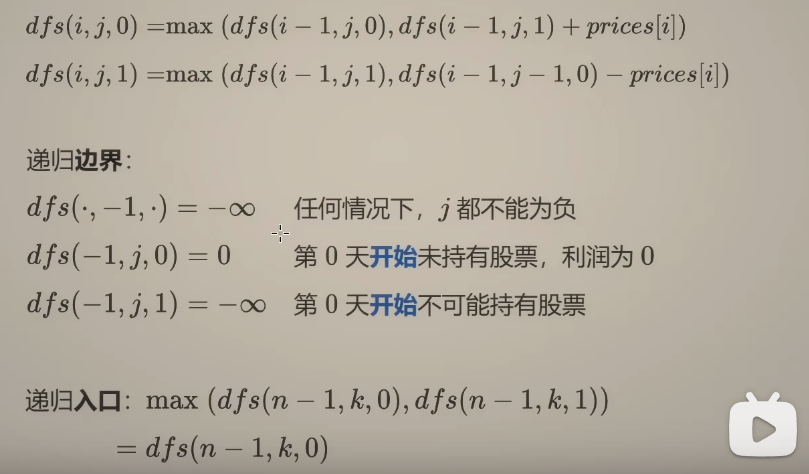 dfs(i, j, 0) =max (dfs(i − 1, j, 0), dfs(i − 1, j, 1) + prices[i])
dfs(i, j, 1) =max (dfs(i − 1, j, 1), dfs(i − 1, j − 1, 0) − prices[i])
递归边界：
dfs(·, −1, ·) = −∞ 任何情况下，j 都不能为负
dfs(−1, j, 0) = 0 第 0 天开始未持有股票，利润为 0
dfs(−1, j, 1) = −∞ 第 0 天开始不可能持有股票
递归入口：max (dfs(n − 1, k, 0), dfs(n − 1, k, 1))
= dfs(n − 1, k, 0)